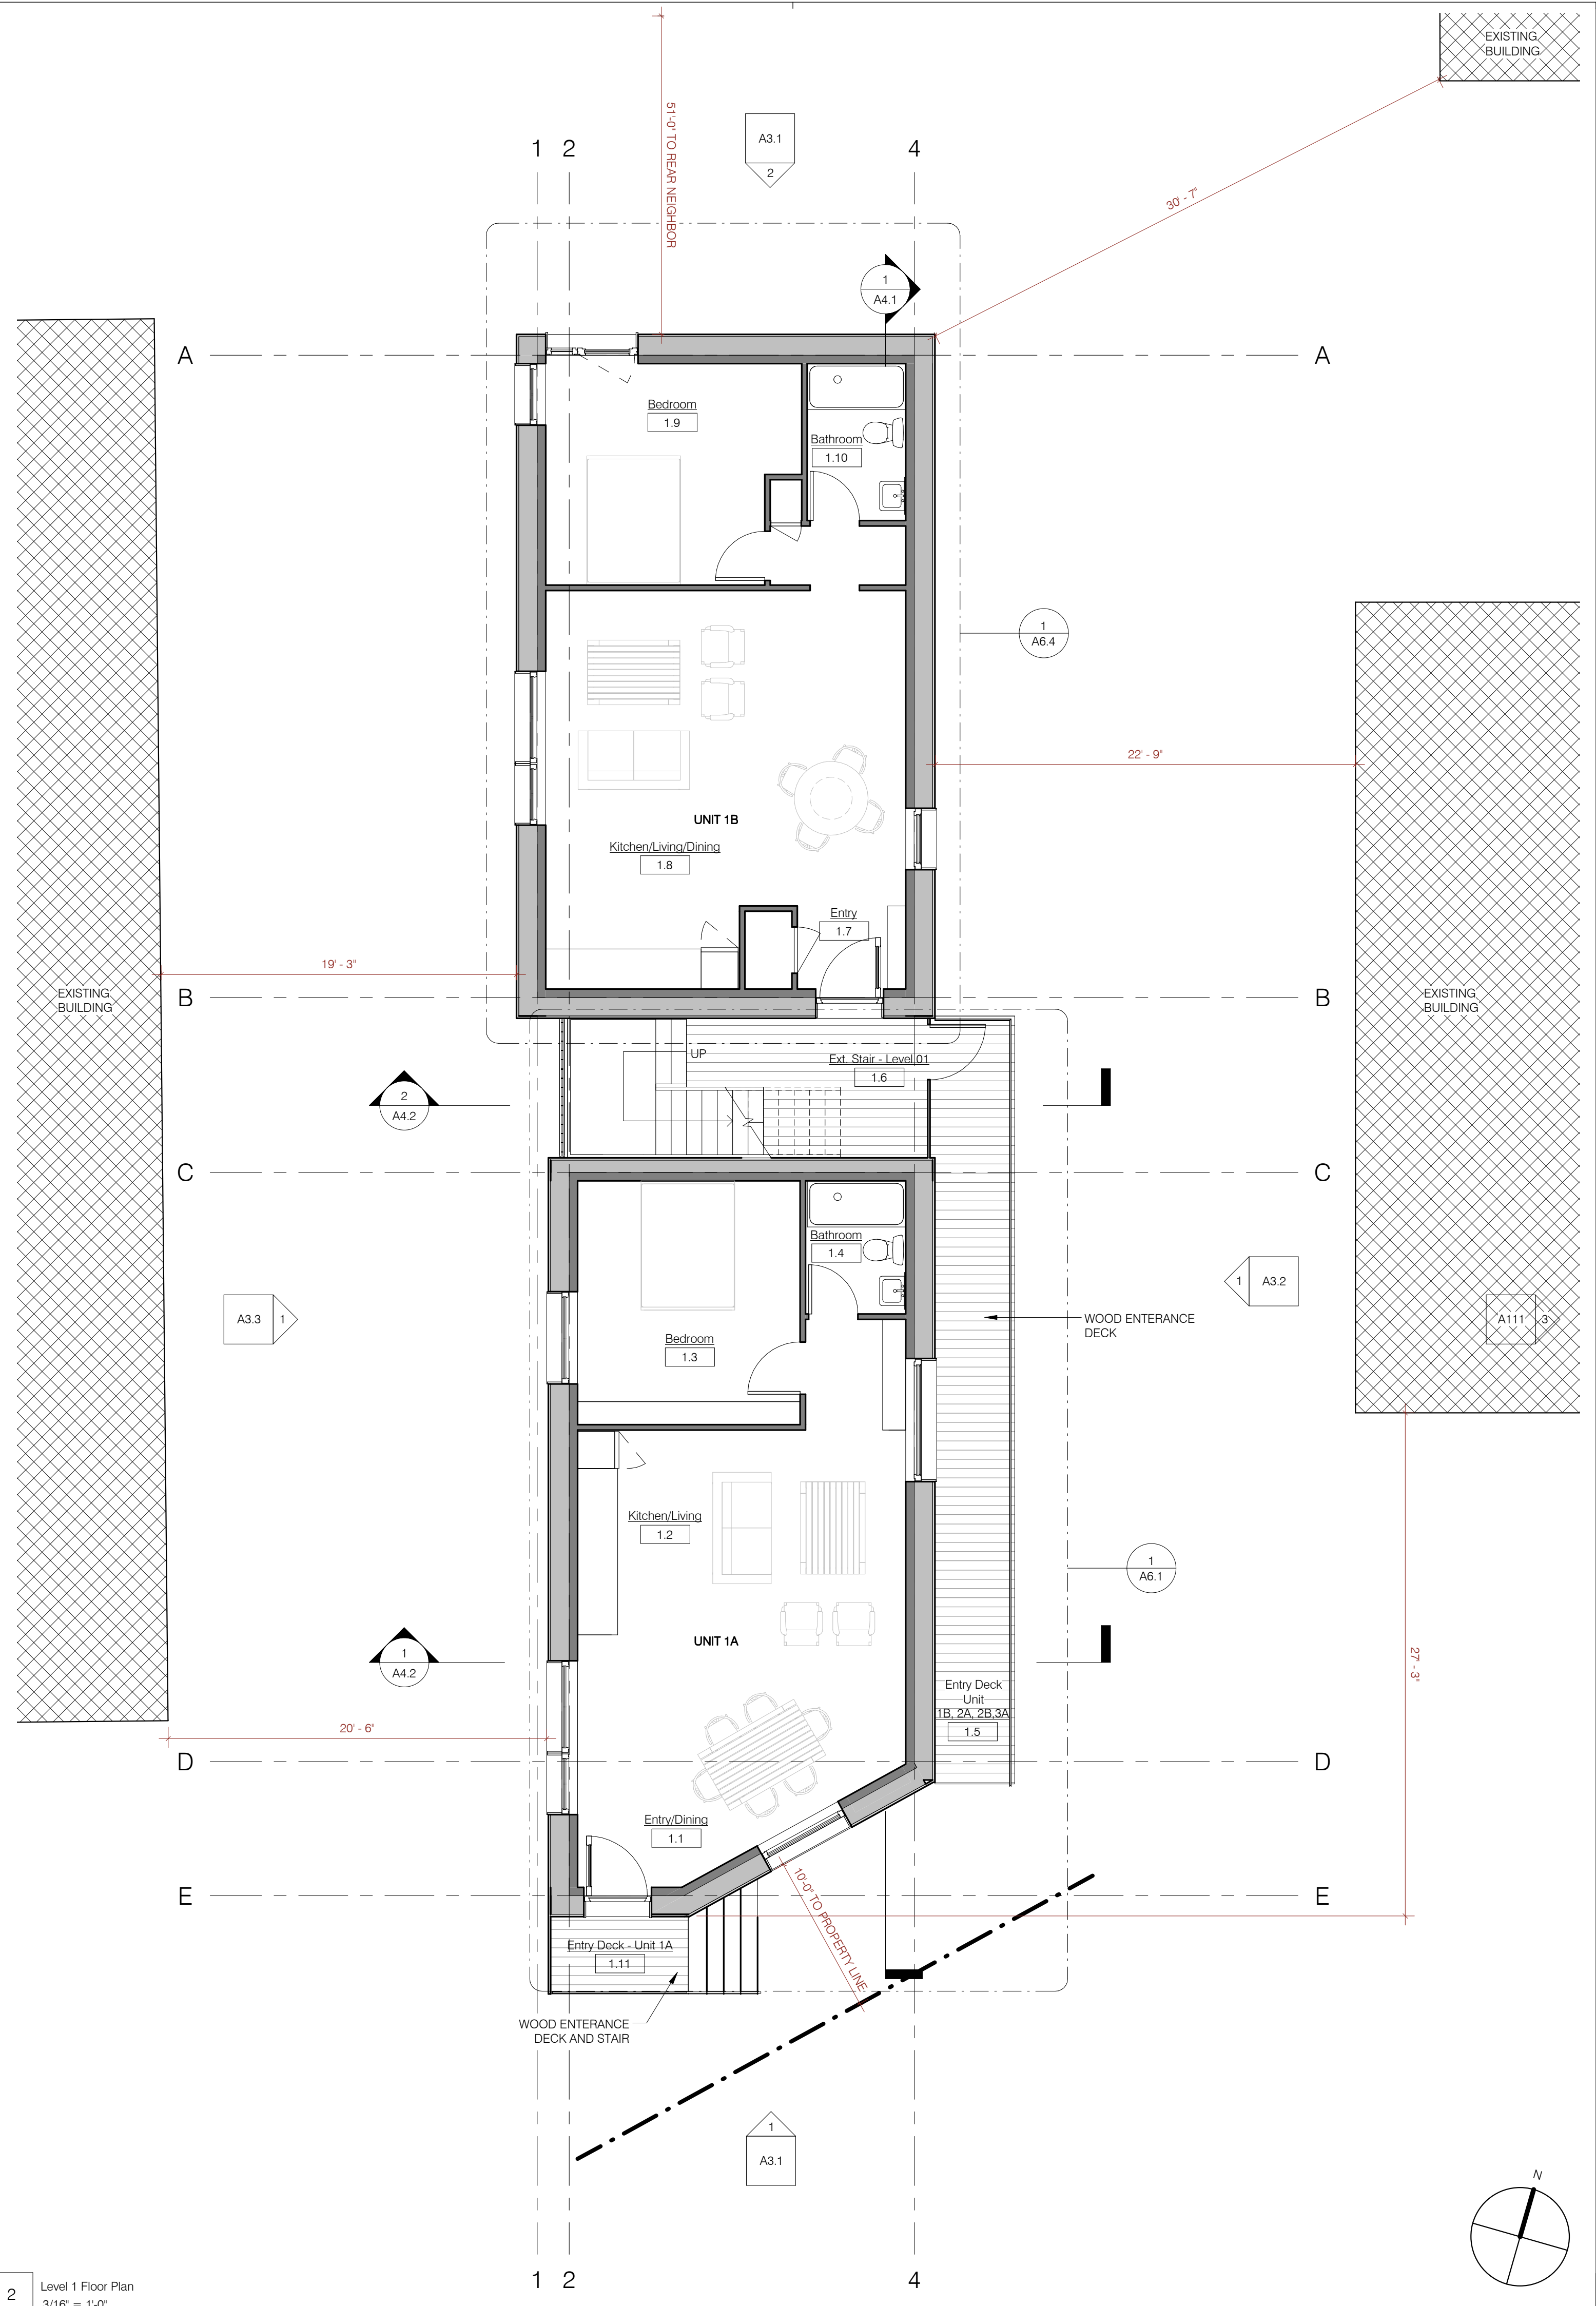 EXISTING
BUILDING
51'-0" TO REAR NEIGHBOR
A3.1
2
1 2
4
30' - 7"
1
A4.1
A
A
Bedroom
1.9
Bathroom
1.10
1
A6.4
22' - 9"
UNIT 1B
Kitchen/Living/Dining
1.8
Entry
1.7
19' - 3"
EXISTING
BUILDING
EXISTING
BUILDING
B
B
UP
Ext. Stair - Level 01
1.6
2
A4.2
C
C
Bathroom
1.4
1
A3.2
A3.3
1
A111
3
WOOD ENTERANCE
DECK
Bedroom
1.3
Kitchen/Living
1.2
1
A6.1
UNIT 1A
1
A4.2
27' - 3"
Entry Deck
Unit
1B, 2A, 2B,3A
1.5
20' - 6"
D
D
Entry/Dining
1.1
10'-0" TO PROPERTY LINE
E
E
Entry Deck - Unit 1A
1.11
WOOD ENTERANCE
DECK AND STAIR
1
A3.1
N
1 2
4
2
Level 1 Floor Plan
3/16" = 1'-0"